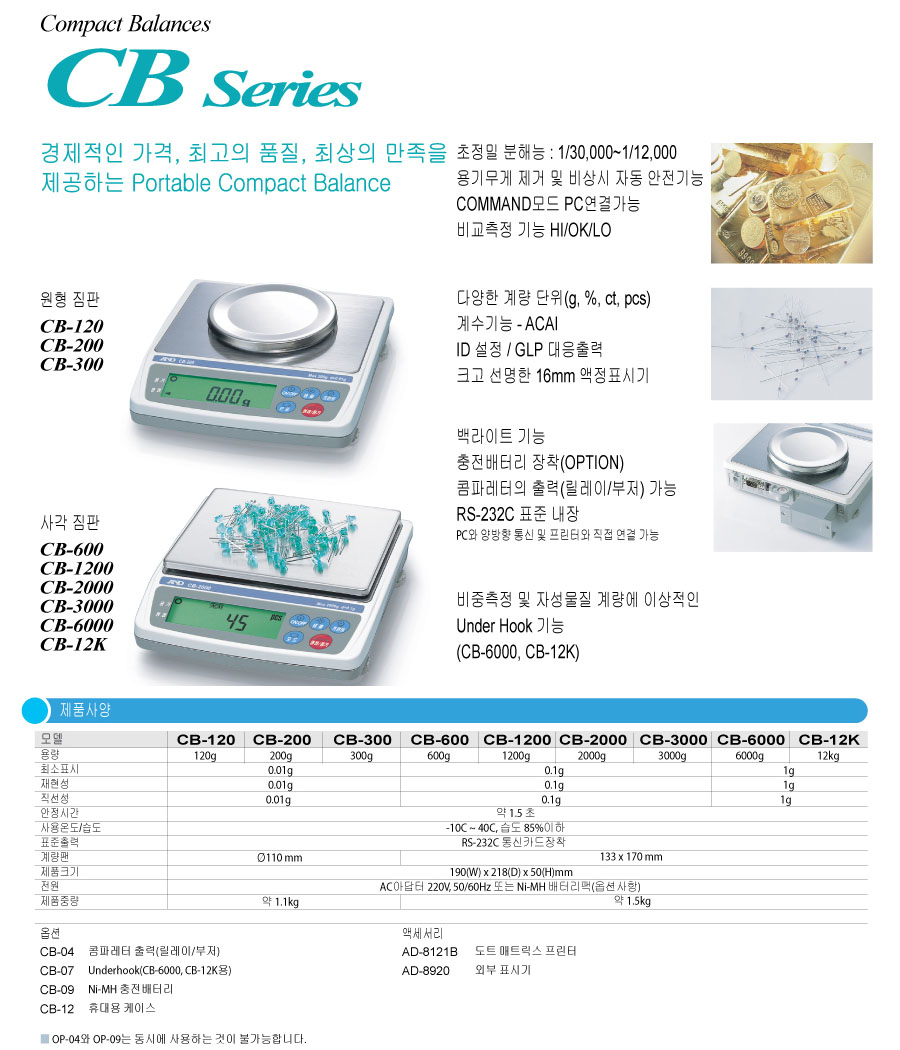 Compact Balances
CB Series
경제적인 가격, 최고의 품질, 최상의 만족을
제공하는 Portable Compact Balance
초정밀 분해능 : 1/30,000~1/12,000
용기무게 제거 및 비상시 자동 안전기능
COMMAND모드 PC연결가능
비교측정 기능 HI/OK/LO
원형 짐판
CB-120
CB-200
CB-300
다양한 계량 단위(g, %, ct, pcs)
계수기능 - ACAI
ID 설정 / GLP 대응출력
크고 선명한 16mm 액정표시기
AND
0.00 g
백라이트 기능
충전배터리 장착(OPTION)
콤파레터의 출력(릴레이/부저) 가능
RS-232C 표준 내장
PC와 양방향 통신 및 프린터와 직접 연결 가능
사각 짐판
CB-600
CB-1200
CB-2000
CB-3000
CB-6000
CB-12K
AND
45 pcs
비중측정 및 자성물질 계량에 이상적인
Under Hook 기능
(CB-6000, CB-12K)
제품사양
모델 CB-120 CB-200 CB-300 CB-600 CB-1200 CB-2000 CB-3000 CB-6000 CB-12K
용량 120g 200g 300g 600g 1200g 2000g 3000g 6000g 12kg
최소표시 0.01g 0.1g 1g
재현성 0.01g 0.1g 1g
직선성 0.01g 0.1g 1g
안정시간 약 1.5 초
사용온도/습도 -10C ~ 40C, 습도 85%이하
표준출력 RS-232C 통신카드장착
계량팬 Ø110 mm 133 x 170 mm
제품크기 190(W) x 218(D) x 50(H)mm
전원 AC아답터 220V, 50/60Hz 또는 Ni-MH 배터리팩(옵션사항)
제품중량 약 1.1kg 약 1.5kg
옵션
CB-04 콤파레터 출력(릴레이/부저)
CB-07 Underhook(CB-6000, CB-12K용)
CB-09 Ni-MH 충전배터리
CB-12 휴대용 케이스
액세서리
AD-8121B 도트 매트릭스 프린터
AD-8920 외부 표시기
OP-04와 OP-09는 동시에 사용하는 것이 불가능합니다.